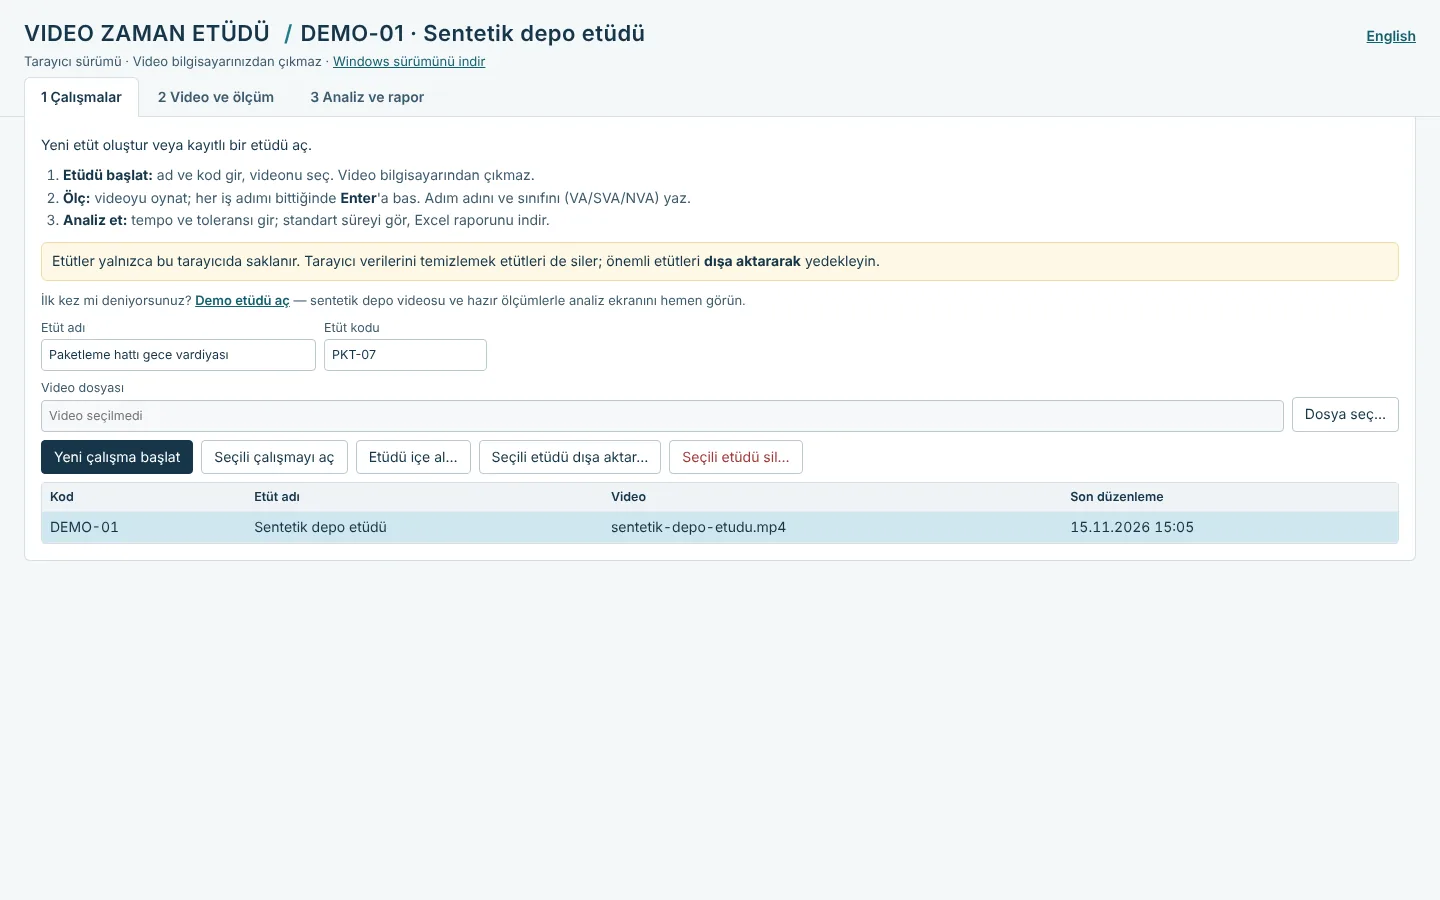 VIDEO ZAMAN ETÜDÜ / DEMO-01 · Sentetik depo etüdü
English
Tarayıcı sürümü · Video bilgisayarınızdan çıkmaz · Windows sürümünü indir
1 Çalışmalar 2 Video ve ölçüm 3 Analiz ve rapor
Yeni etüt oluştur veya kayıtlı bir etüdü aç.
1. Etüdü başlat: ad ve kod gir, videonu seç. Video bilgisayarından çıkmaz.
2. Ölç: videoyu oynat; her iş adımı bittiğinde Enter'a bas. Adım adını ve sınıfını (VA/SVA/NVA) yaz.
3. Analiz et: tempo ve toleransı gir; standart süreyi gör, Excel raporunu indir.
Etütler yalnızca bu tarayıcıda saklanır. Tarayıcı verilerini temizlemek etütleri de siler; önemli etütleri dışa aktararak yedekleyin.
İlk kez mi deniyorsunuz? Demo etüdü aç — sentetik depo videosu ve hazır ölçümlerle analiz ekranını hemen görün.
Etüt adı Etüt kodu
Paketleme hattı gece vardiyası PKT-07
Video dosyası
Video seçilmedi Dosya seç...
Yeni çalışma başlat Seçili çalışmayı aç Etüdü içe al... Seçili etüdü dışa aktar... Seçili etüdü sil...
Kod Etüt adı Video Son düzenleme
DEMO-01 Sentetik depo etüdü sentetik-depo-etudu.mp4 15.11.2026 15:05